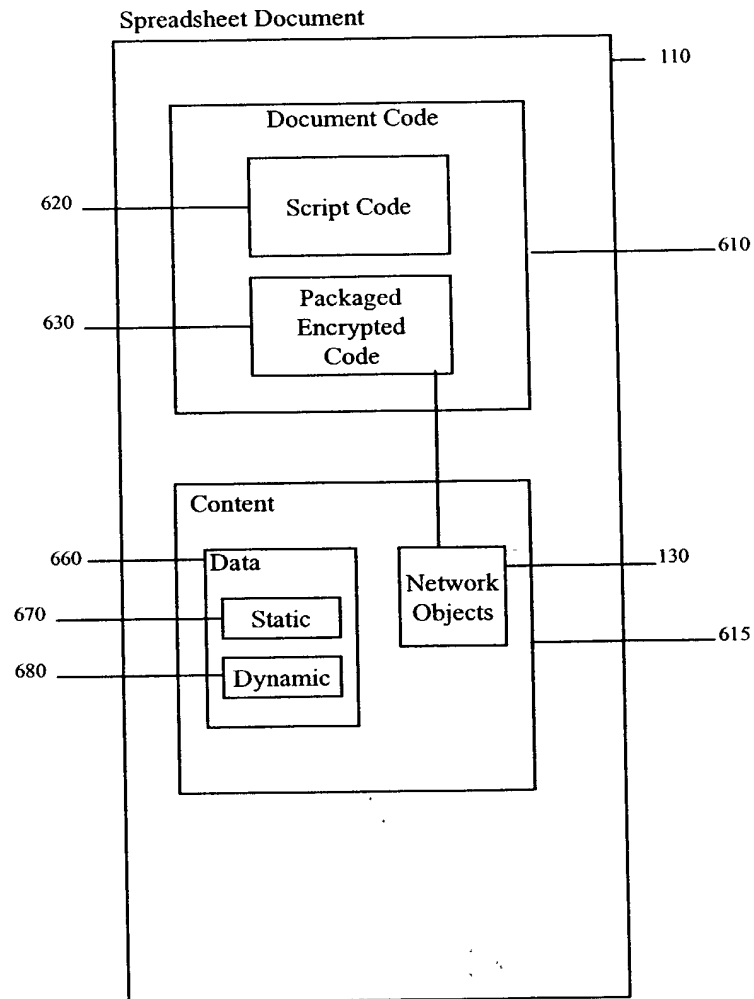 Spreadsheet Document
110
Document Code
620
Script Code
610
630
Packaged
Encrypted
Code
Content
660
Data
130
Network
Objects
670
Static
615
680
Dynamic